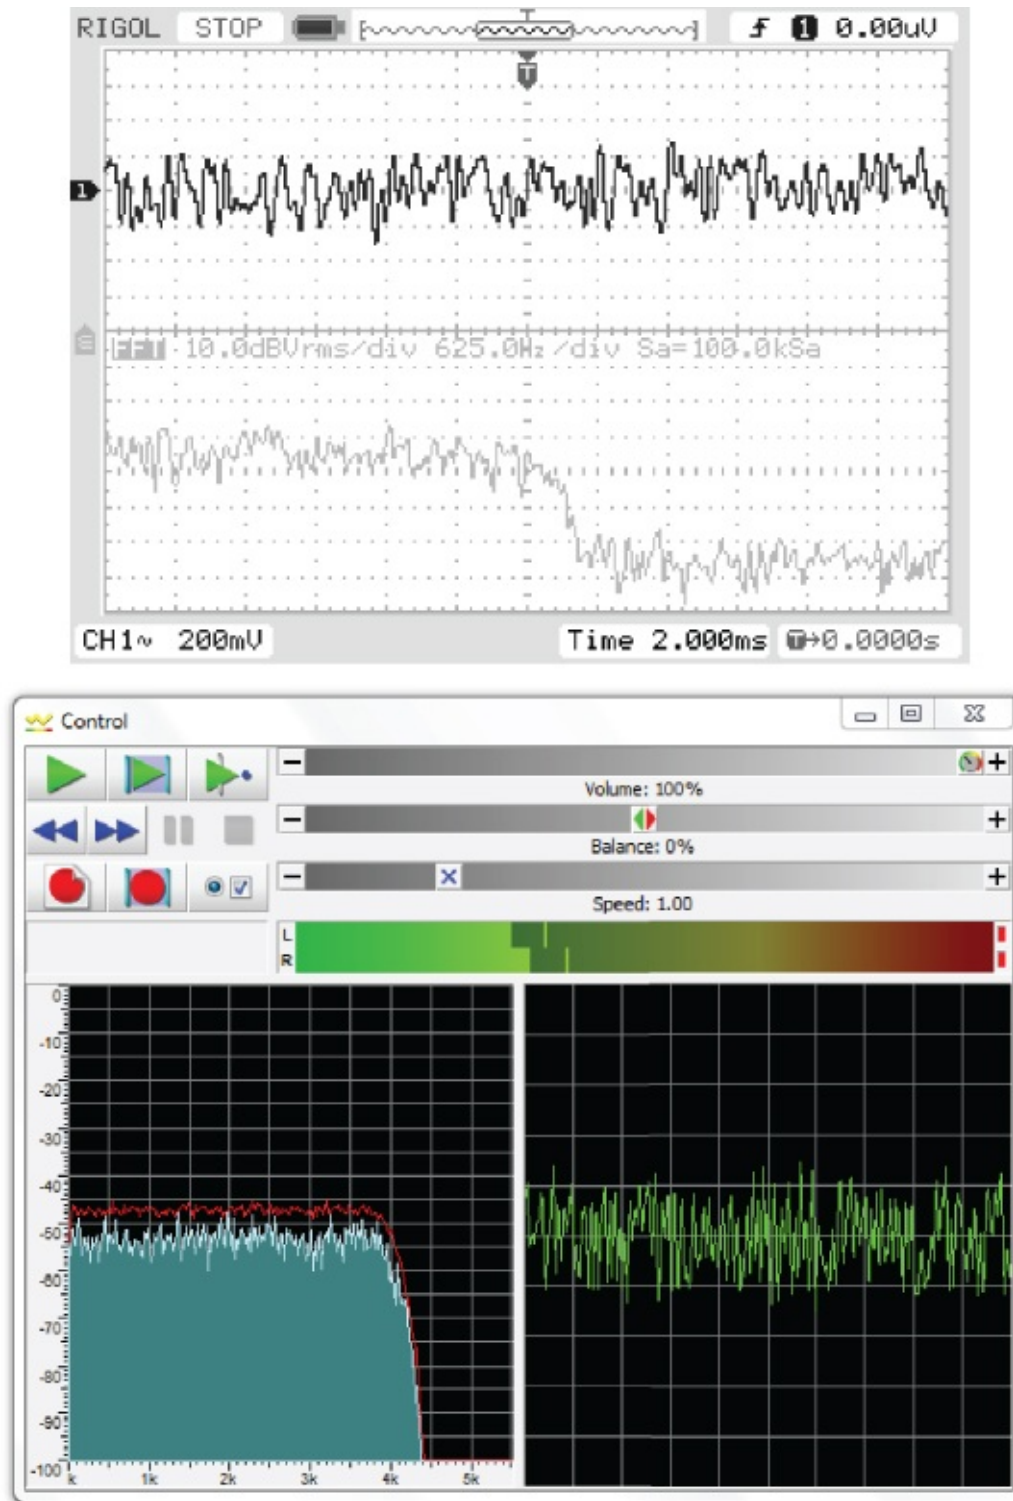 RIGOL STOP T 1 0.00uV
T
1
FFT 10.0dBVrms/div 625.0Hz/div Sa=100.0kSa
CH1~ 200mV Time 2.000ms T→0.0000s
Control
Volume: 100%
Balance: 0%
Speed: 1.00
L
R
0
-10
-20
-30
-40
-50
-60
-70
-80
-90
-100
k 1k 2k 3k 4k 5k